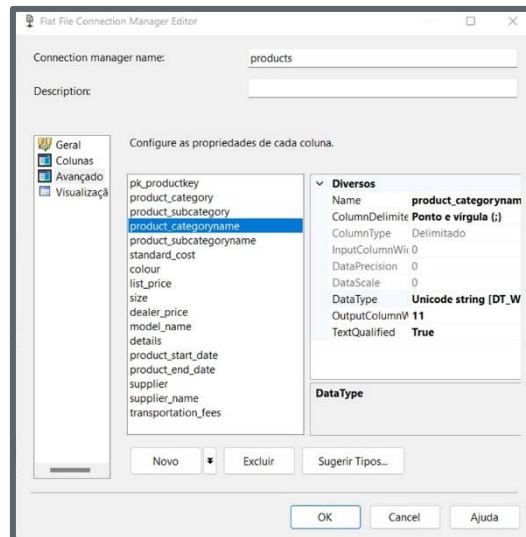 Flat File Connection Manager Editor
Connection manager name: products
Description:
Geral
Colunas
Avançado
Visualizaçã
Configure as propriedades de cada coluna.
pk_productkey
product_category
product_subcategory
product_categoryname
product_subcategoryname
standard_cost
colour
list_price
size
dealer_price
model_name
details
product_start_date
product_end_date
supplier
supplier_name
transportation_fees
Diversos
Name product_categorynam
ColumnDelimite Ponto e vírgula (;)
ColumnType Delimitado
InputColumnWic 0
DataPrecision 0
DataScale 0
DataType Unicode string [DT_W
OutputColumnW 11
TextQualified True
DataType
Novo Excluir Sugerir Tipos...
OK Cancel Ajuda